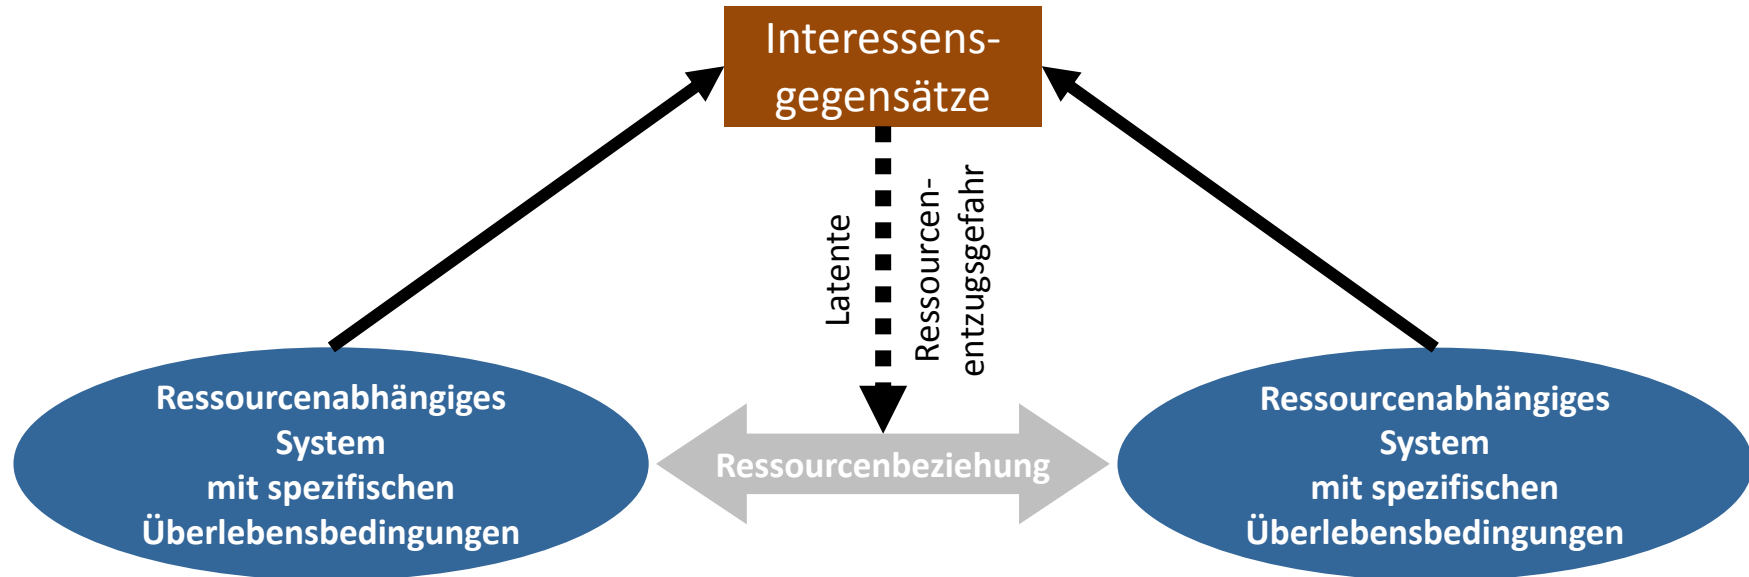 Interessens-
gegensätze
Latente
Ressourcen-
entzugsgefahr
Ressourcenabhängiges
System
mit spezifischen
Überlebensbedingungen
Ressourcenbeziehung
Ressourcenabhängiges
System
mit spezifischen
Überlebensbedingungen